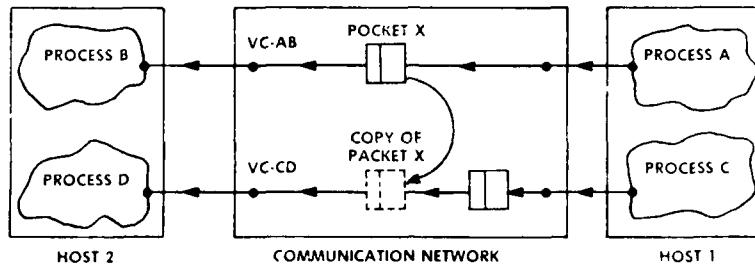 POCKET X
VC-AB
PROCESS B
PROCESS A
COPY OF
PACKET X
VC-CD
PROCESS D
PROCESS C
HOST 2
COMMUNICATION NETWORK
HOST 1